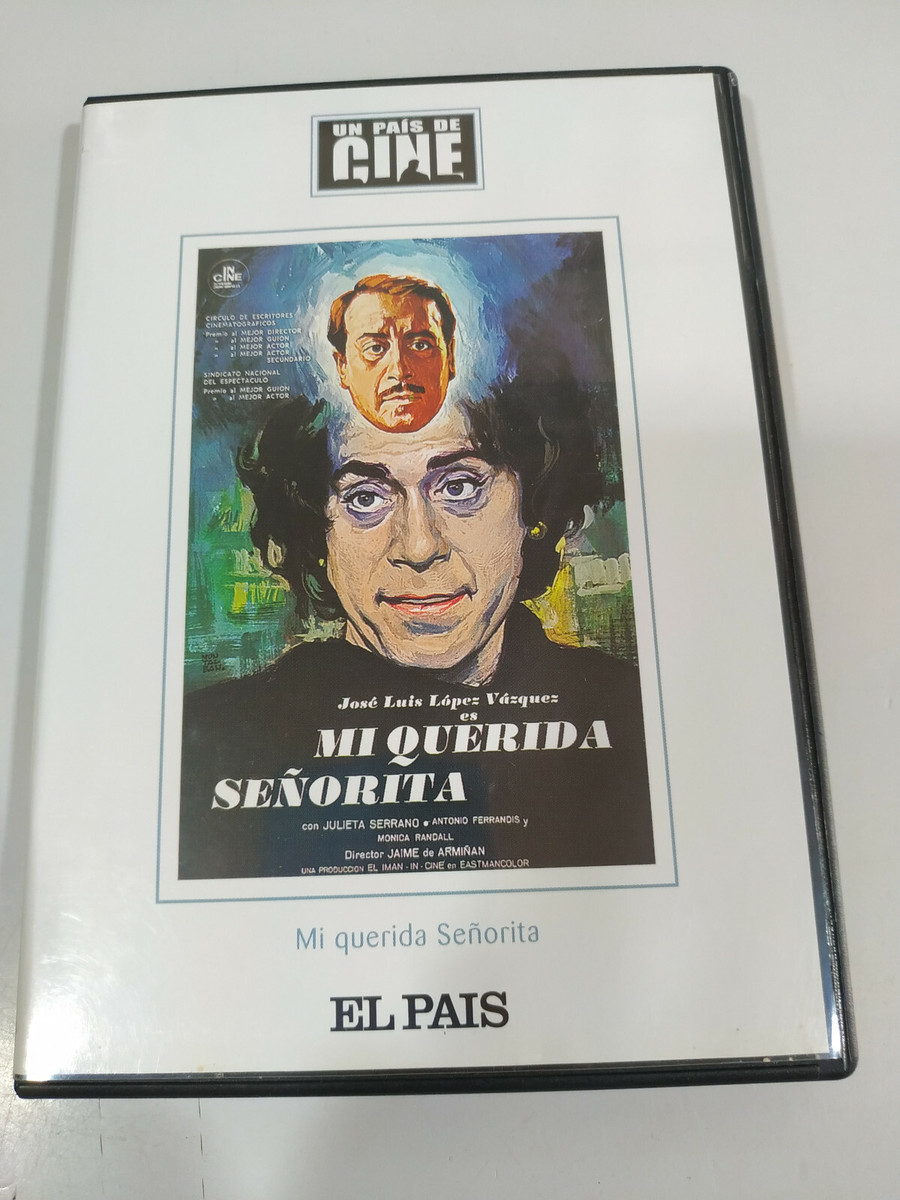 UN PAÍS DE
CINE
IN
CINE
CIRCULO DE ESCRITORES
CINEMATOGRAFICOS
Premio al MEJOR DIRECTOR
" al MEJOR GUION
" al MEJOR ACTOR
" al MEJOR ACTOR
SECUNDARIO
SINDICATO NACIONAL
DEL ESPECTACULO
Premio al MEJOR GUION
" al MEJOR ACTOR
José Luis López Vázquez
es
MI QUERIDA
SEÑORITA
con JULIETA SERRANO • ANTONIO FERRANDIS y
MONICA RANDALL
Director JAIME de ARMIÑAN
UNA PRODUCCION EL IMAN - IN - CINE en EASTMANCOLOR
Mi querida Señorita
EL PAIS